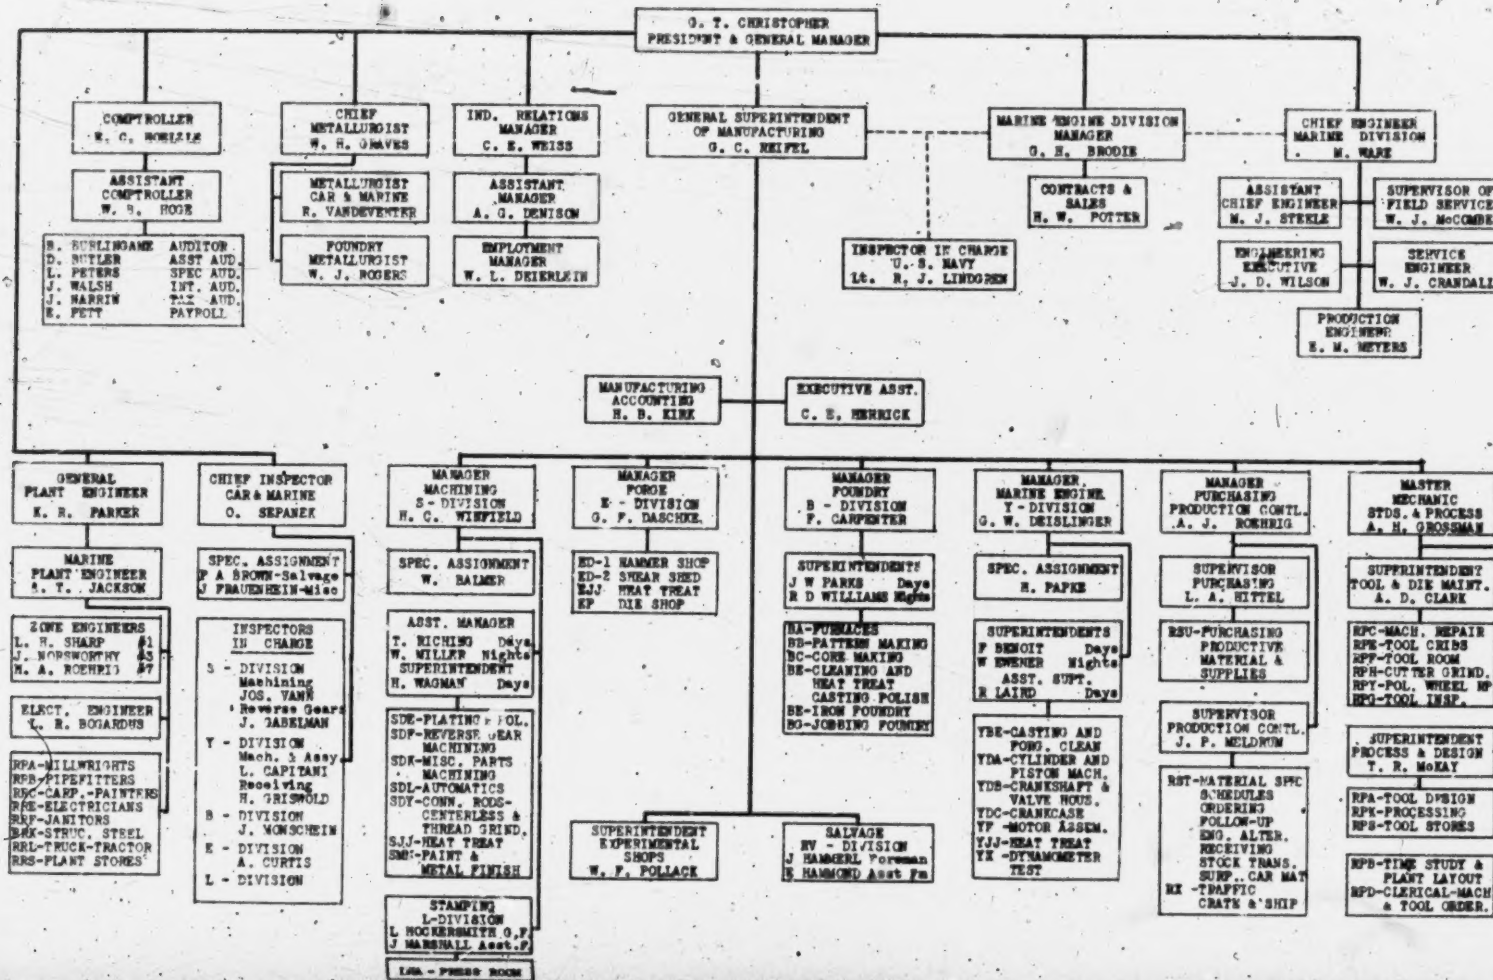 G. T. CHRISTOPHER
PRESIDENT & GENERAL MANAGER
COMPTROLLER
E. C. HOELZLE
ASSISTANT
COMPTROLLER
W. B. HOGE
B. BURLINGAME AUDITOR
D. BUTLER ASST AUD.
L. PETERS SPEC AUD.
J. WALSH INT. AUD.
J. NARRIN TAX AUD.
E. PETT PAYROLL
CHIEF
METALLURGIST
W. H. GRAVES
METALLURGIST
CAR & MARINE
R. VANDEVENTER
FOUNDRY
METALLURGIST
W. J. ROGERS
IND. RELATIONS
MANAGER
C. E. WEISS
ASSISTANT
MANAGER
A. G. DENISON
EMPLOYMENT
MANAGER
W. L. DEIERLEIN
GENERAL SUPERINTENDENT
OF MANUFACTURING
G. C. REIFEL
MARINE ENGINE DIVISION
MANAGER
G. H. BRODIE
CONTRACTS &
SALES
H. W. POTTER
INSPECTOR IN CHARGE
U. S. NAVY
Lt. R. J. LINDGREN
CHIEF ENGINEER
MARINE DIVISION
M. WARE
ASSISTANT
CHIEF ENGINEER
M. J. STEELE
SUPERVISOR OF
FIELD SERVICE
W. J. McCOMBE
ENGINEERING
EXECUTIVE
J. D. WILSON
SERVICE
ENGINEER
W. J. CRANDALL
PRODUCTION
ENGINEER
E. M. MEYERS
MANUFACTURING
ACCOUNTING
H. B. KIRK
EXECUTIVE ASST.
C. E. HERRICK
GENERAL
PLANT ENGINEER
K. R. PARKER
MARINE
PLANT ENGINEER
A. T. JACKSON
ZONE ENGINEERS
L. H. SHARP #1
J. NORSWORTHY
M. A. ROEHRIG #7
ELECT. ENGINEER
L. R. BOGARDUS
RPA-MILLWRIGHTS
RPB-PIPEFITTERS
CARP.-PAINTERS
RRE-ELECTRICIANS
RRF-JANITORS
RRK-STRUC. STEEL
RRL-TRUCK-TRACTOR
RRS-PLANT STORES
CHIEF INSPECTOR
CAR & MARINE
O. SEPANEK
SPEC. ASSIGNMENT
F A BROWN-Salvage
J FRAUENHEIM-Misc
INSPECTORS
IN CHARGE
S - DIVISION
Machining
JOS. VANK
Reverse Gears
J. GABELMAN
Y - DIVISION
Mach. & Assy
L. CAPITANI
Receiving
H. GRISWOLD
B - DIVISION
J. MONSCHEIN
E - DIVISION
A. CURTIS
L - DIVISION
MANAGER
MACHINING
S - DIVISION
H. C. WINFIELD
SPEC. ASSIGNMENT
W. BALMER
ASST. MANAGER
T. RICHING Days
W. MILLER Nights
SUPERINTENDENT
H. WAGMAN Days
SDE-PLATING & POL.
SDF-REVERSE GEAR
MACHINING
SDK-MISC. PARTS
MACHINING
SDL-AUTOMATICS
SDY-CONN. RODS-
CENTERLESS &
THREAD GRIND.
SJJ-HEAT TREAT
PAINT &
METAL FINISH
STAMPING
L-DIVISION
L HOCKERSMITH G.F.
J MARSHALL Asst.F.
PRESS ROOM
MANAGER
FORGE
E - DIVISION
G. F. DASCHKE.
ED-1 HAMMER SHOP
ED-2 SHEAR SHED
EJJ HEAT TREAT
EP DIE SHOP
MANAGER
FOUNDRY
B - DIVISION
F. CARPENTER
SUPERINTENDENTS
J W PARKS Days
R D WILLIAMS Nights
BA-FURNACES
BB-PATTERN MAKING
BC-CORE MAKING
BE-CLEANING AND
HEAT TREAT
CASTING POLISH
BE-IRON FOUNDRY
BG-JOBBING FOUNDRY
SUPERINTENDENT
EXPERIMENTAL
SHOPS
W. F. POLLACK
SALVAGE
RV - DIVISION
J HAMMERL Foreman
E HAMMOND Asst Fm
MANAGER
MARINE ENGINE
Y - DIVISION
G. W. DEISLINGER
SPEC. ASSIGNMENT
H. PAPKE
SUPERINTENDENTS
F BENOIT Days
W EWENER Nights
ASST. SUPT.
R LAIRD Days
YBE-CASTING AND
FORG. CLEAN
YDA-CYLINDER AND
PISTON MACH.
YDB-CRANKSHAFT &
VALVE HOUS.
YDC-CRANKCASE
YF -MOTOR ASSEM.
YJJ-HEAT TREAT
YX -DYNAMOMETER
TEST
MANAGER
PURCHASING
PRODUCTION CONTL.
A. J. ROEHRIG
SUPERVISOR
PURCHASING
L. A. HITTEL
RSU-PURCHASING
PRODUCTIVE
MATERIAL &
SUPPLIES
SUPERVISOR
PRODUCTION CONTL.
J. P. MELDRUM
RST-MATERIAL SPEC
SCHEDULES
ORDERING
FOLLOW-UP
ENG. ALTER.
RECEIVING
STOCK TRANS.
SURP. CAR MAT
RX -TRAFFIC
CRATE & SHIP
MASTER
MECHANIC
STDS. & PROCESS
A. H. GROSSMAN
SUPERINTENDENT
TOOL & DIE MAINT.
A. D. CLARK
RPC-MACH. REPAIR
RPE-TOOL CRIBS
RPF-TOOL ROOM
RPH-CUTTER GRIND.
RPY-POL. WHEEL RP
RPG-TOOL INSP.
SUPERINTENDENT
PROCESS & DESIGN
T. R. McKAY
RPA-TOOL DESIGN
RPK-PROCESSING
RPS-TOOL STORES
RPB-TIME STUDY &
PLANT LAYOUT
RPD-CLERICAL-MACH
& TOOL ORDER.